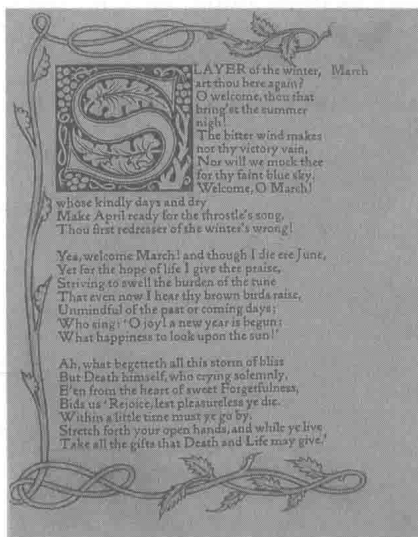 SLAYER of the winter, March
art thou here again?
O welcome, thou that
bring'st the summer
nigh!
The bitter wind makes
not thy victory vain,
Nor will we mock thee
for thy faint blue sky.
Welcome, O March!
whose kindly days and dry
Make April ready for the throstle's song,
Thou first redresser of the winter's wrong!
Yea, welcome March! and though I die ere June,
Yet for the hope of life I give thee praise,
Striving to swell the burden of the tune
That even now I hear thy brown birds raise,
Unmindful of the past or coming days;
Who sing: 'O joy! a new year is begun:
What happiness to look upon the sun!'
Ah, what begetteth all this storm of bliss
But Death himself, who crying solemnly,
E'en from the heart of sweet Forgetfulness,
Bids us 'Rejoice, lest pleasureless ye die.
Within a little time must ye go by.
Stretch forth your open hands, and while ye live
Take all the gifts that Death and Life may give.'